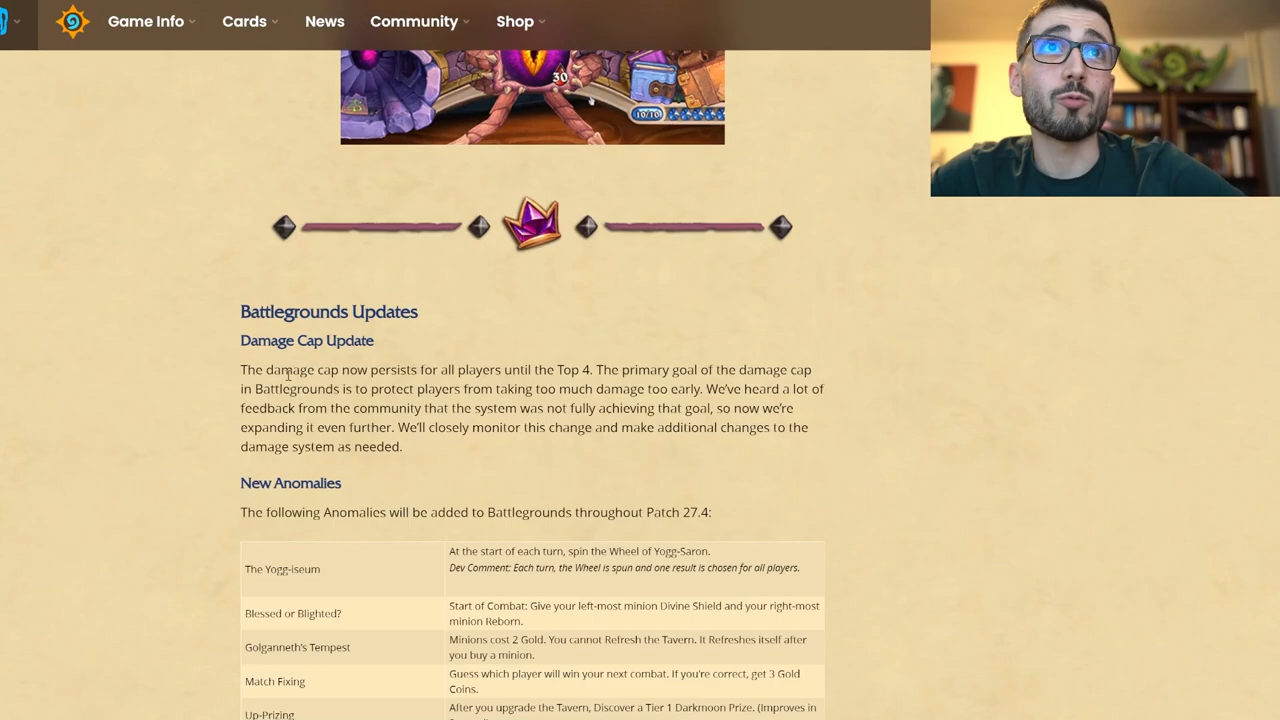 Game Info Cards News Community Shop
30
10/10
Battlegrounds Updates
Damage Cap Update
The damage cap now persists for all players until the Top 4. The primary goal of the damage cap
in Battlegrounds is to protect players from taking too much damage too early. We’ve heard a lot of
feedback from the community that the system was not fully achieving that goal, so now we’re
expanding it even further. We’ll closely monitor this change and make additional changes to the
damage system as needed.
New Anomalies
The following Anomalies will be added to Battlegrounds throughout Patch 27.4:
The Yogg-iseum
At the start of each turn, spin the Wheel of Yogg-Saron.
Dev Comment: Each turn, the Wheel is spun and one result is chosen for all players.
Blessed or Blighted?
Start of Combat: Give your left-most minion Divine Shield and your right-most
minion Reborn.
Golganneth’s Tempest
Minions cost 2 Gold. You cannot Refresh the Tavern. It Refreshes itself after
you buy a minion.
Match Fixing
Guess which player will win your next combat. If you’re correct, get 3 Gold
Coins.
Up-Prizing
After you upgrade the Tavern, Discover a Tier 1 Darkmoon Prize. (Improves in